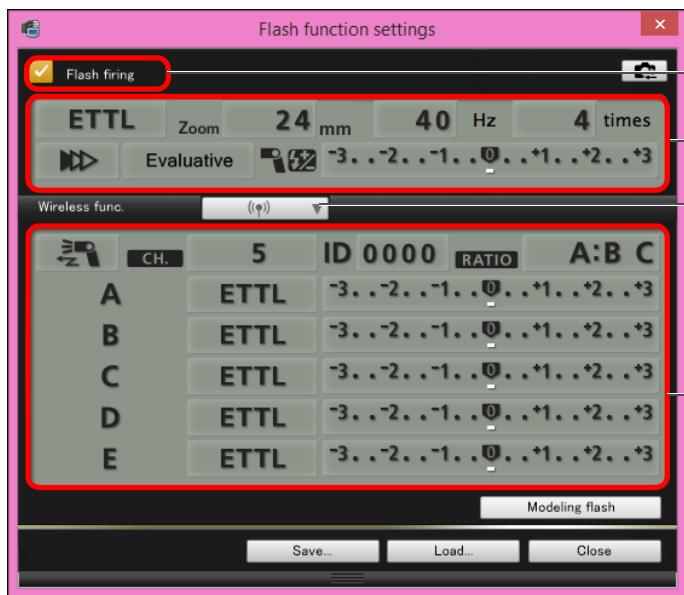 Flash function settings
Flash firing
ETTL Zoom 24 mm 40 Hz 4 times
Evaluative -3..-2..-1..0..+1..+2..+3
Wireless func.
CH. 5 ID 0000 RATIO A:B C
A ETTL -3..-2..-1..0..+1..+2..+3
B ETTL -3..-2..-1..0..+1..+2..+3
C ETTL -3..-2..-1..0..+1..+2..+3
D ETTL -3..-2..-1..0..+1..+2..+3
E ETTL -3..-2..-1..0..+1..+2..+3
Modeling flash
Save... Load... Close